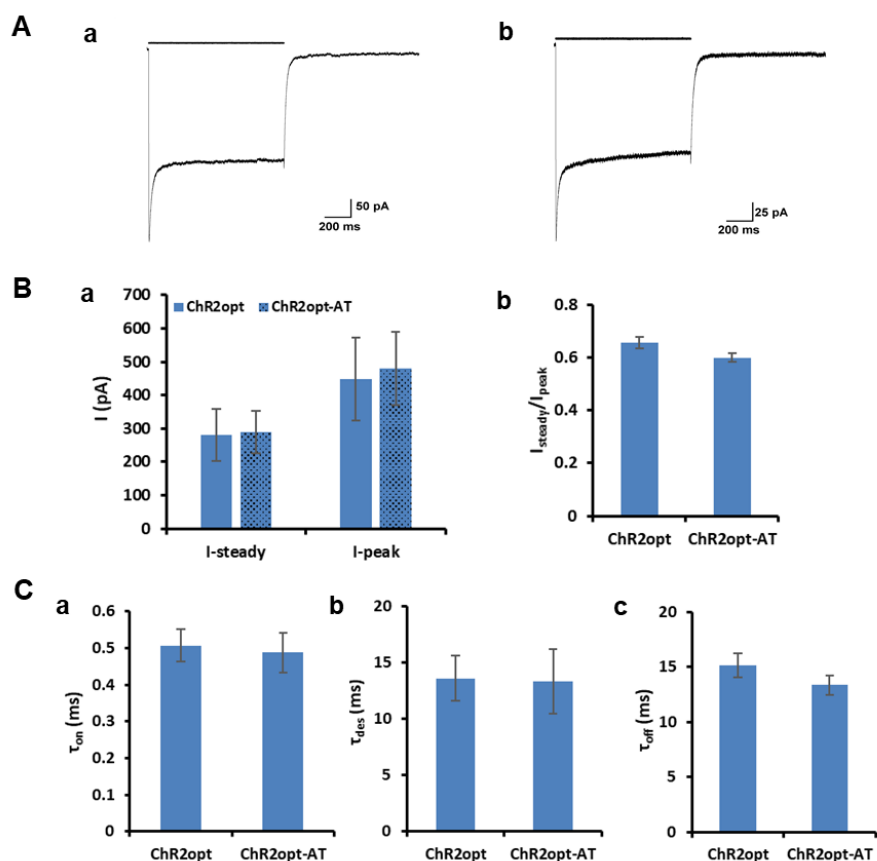 A
a
b
50 pA
200 ms
25 pA
200 ms
B
a
700
600
500
400
300
200
100
0
I (pA)
ChR2opt
ChR2opt-AT
I-steady
I-peak
b
0.8
0.6
0.4
0.2
0
Isteady/Ipeak
ChR2opt
ChR2opt-AT
C
a
0.6
0.5
0.4
0.3
0.2
0.1
0
τon (ms)
ChR2opt
ChR2opt-AT
b
20
15
10
5
0
τdes (ms)
ChR2opt
ChR2opt-AT
c
20
15
10
5
0
τoff (ms)
ChR2opt
ChR2opt-AT